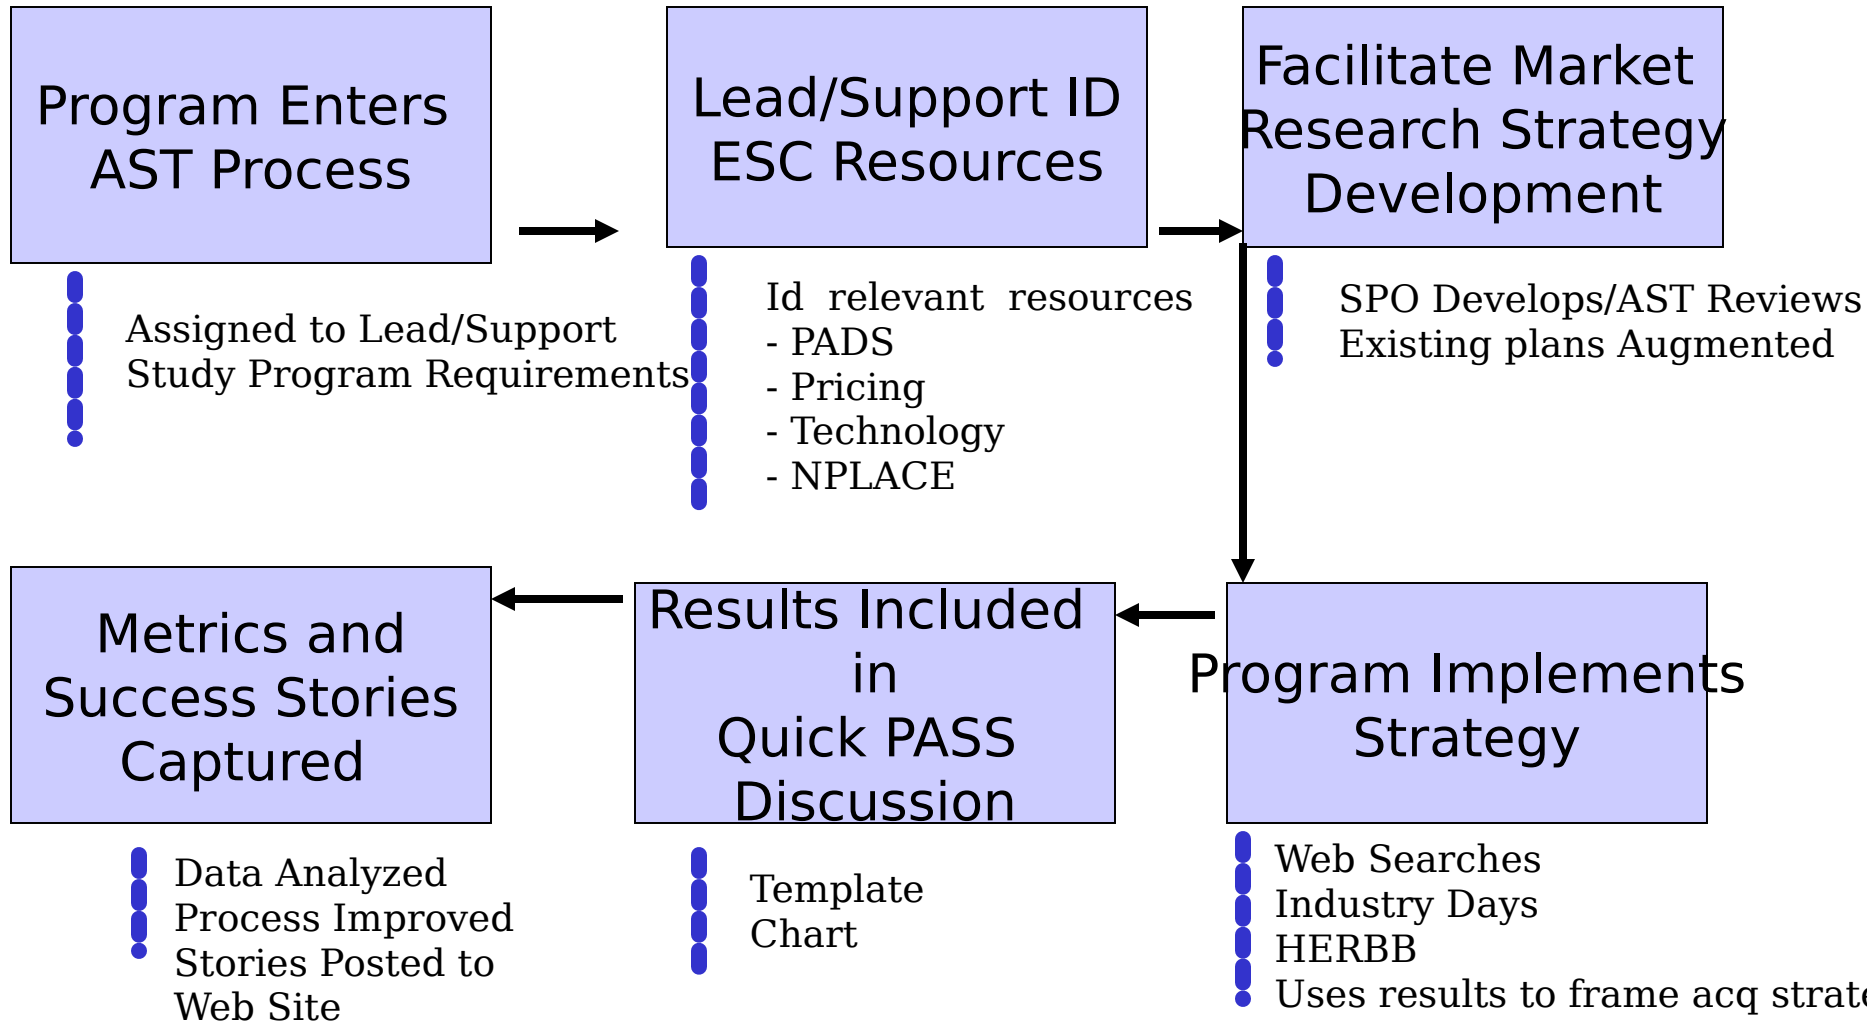 Program Enters
AST Process
Lead/Support ID
ESC Resources
Facilitate Market
Research Strategy
Development
Assigned to Lead/Support
Study Program Requirements
Id relevant resources
- PADS
- Pricing
- Technology
- NPLACE
SPO Develops/AST Reviews
Existing plans Augmented
Metrics and
Success Stories
Captured
Results Included
in
Quick PASS
Discussion
Program Implements
Strategy
Data Analyzed
Process Improved
Stories Posted to
Web Site
Template
Chart
Web Searches
Industry Days
HERBB
Uses results to frame acq